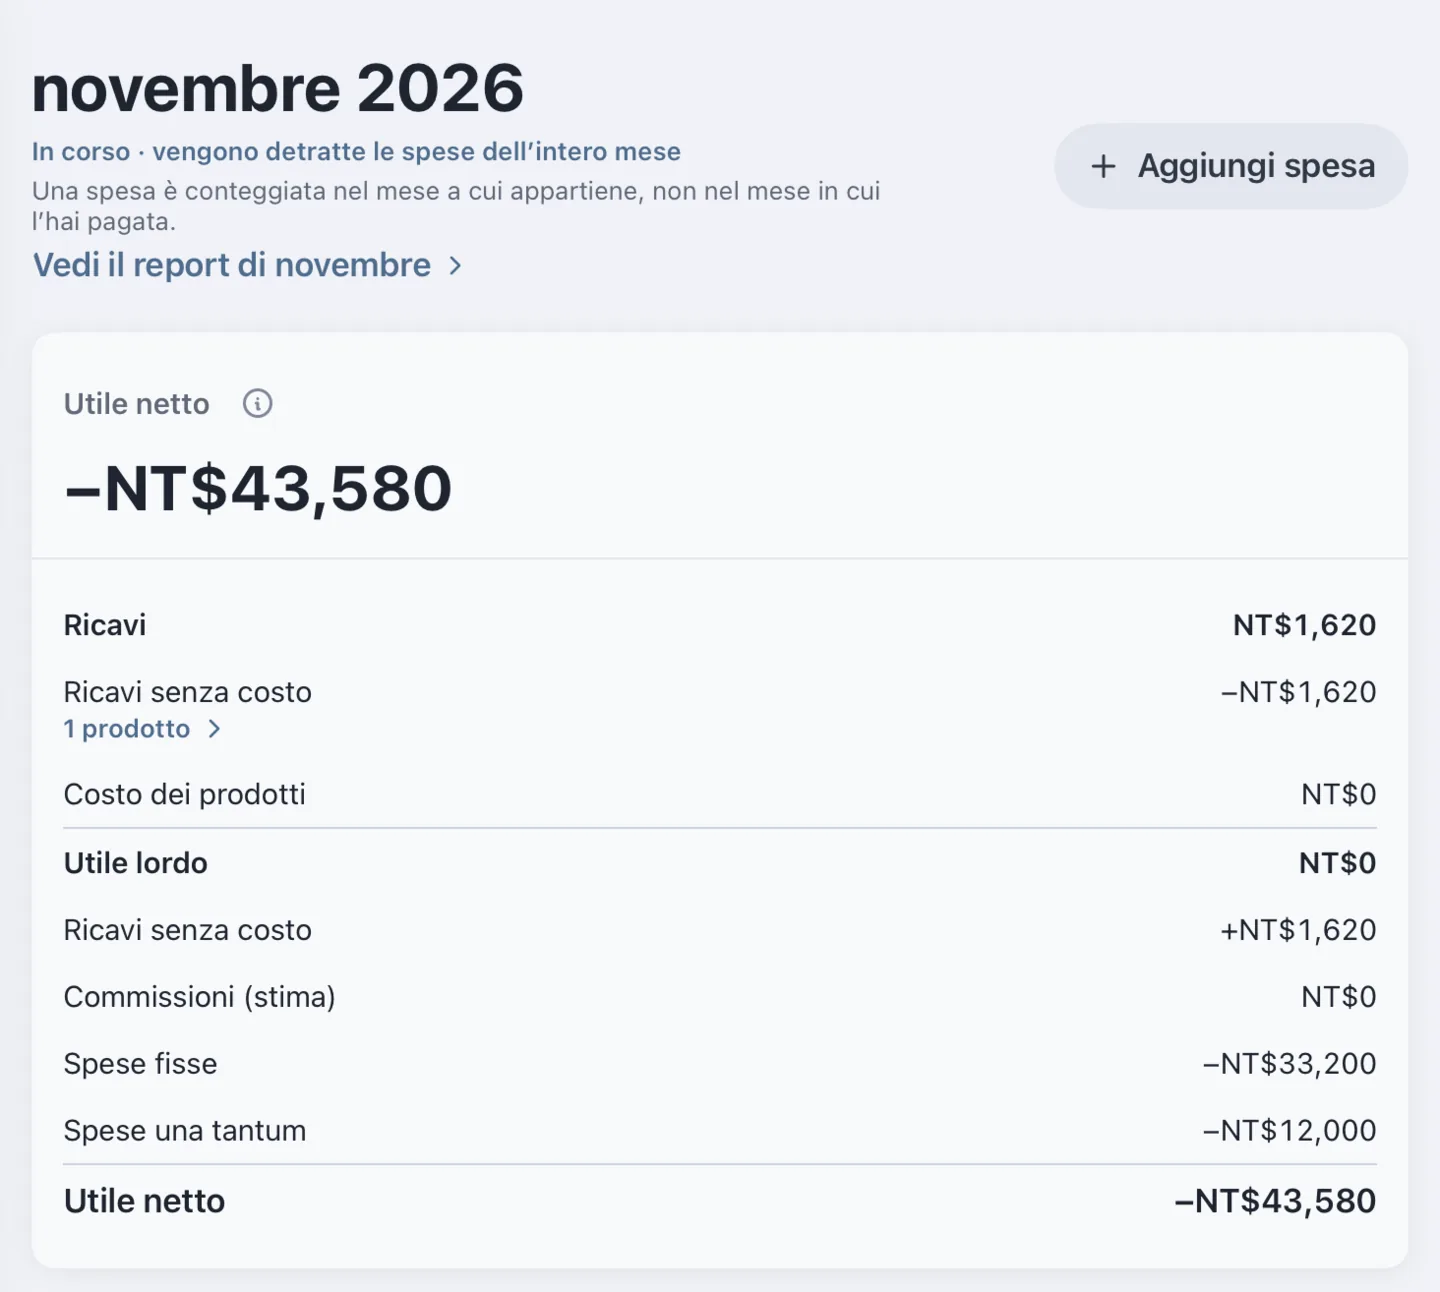 novembre 2026
In corso · vengono detratte le spese dell’intero mese
Una spesa è conteggiata nel mese a cui appartiene, non nel mese in cui
l’hai pagata.
Vedi il report di novembre
+ Aggiungi spesa
Utile netto
–NT$43,580
Ricavi NT$1,620
Ricavi senza costo –NT$1,620
1 prodotto
Costo dei prodotti NT$0
Utile lordo NT$0
Ricavi senza costo +NT$1,620
Commissioni (stima) NT$0
Spese fisse –NT$33,200
Spese una tantum –NT$12,000
Utile netto –NT$43,580